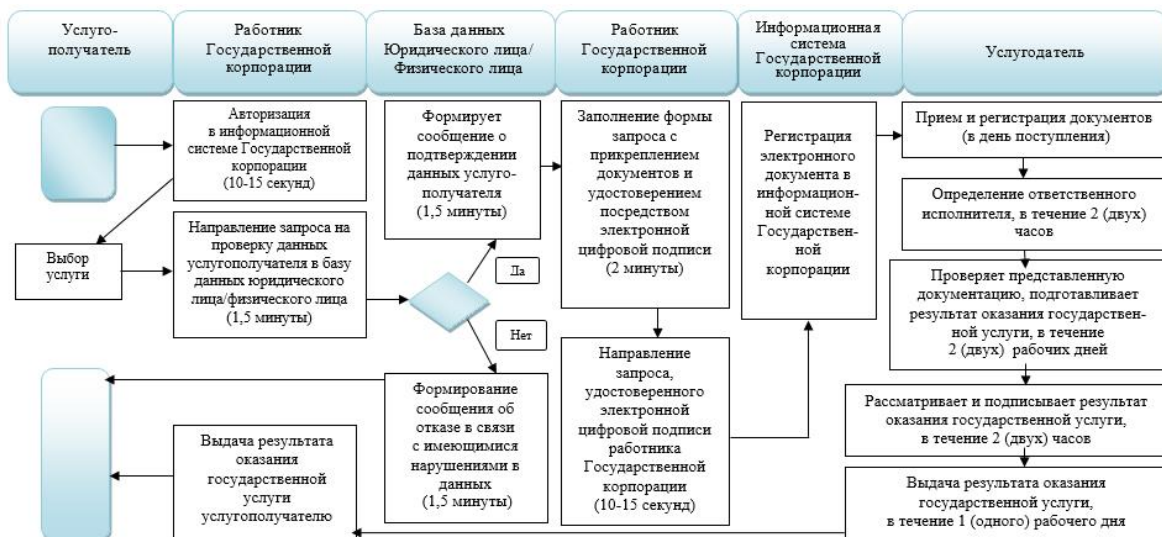 Услуго-
получатель
Работник
Государственной
корпорации
База данных
Юридического лица/
Физического лица
Работник
Государственной
корпорации
Информационная
система
Государственной
корпорации
Услугодатель
Авторизация
в информационной
системе Государственной
корпорации
(10-15 секунд)
Выбор
услуги
Направление запроса на
проверку данных
услугополучателя в базу
данных юридического
лица/физического лица
(1,5 минуты)
Формирует
сообщение о
подтверждении
данных услуго-
получателя
(1,5 минуты)
Да
Нет
Формирование
сообщения об
отказе в связи
с имеющимися
нарушениями в
данных
(1,5 минуты)
Заполнение формы
запроса с
прикреплением
документов и
удостоверением
посредством
электронной
цифровой подписи
(2 минуты)
Направление
запроса,
удостоверенного
электронной
цифровой подписи
работника
Государственной
корпорации
(10-15 секунд)
Регистрация
электронного
документа в
информацион-
ной системе
Государствен-
ной
корпорации
Прием и регистрация документов
(в день поступления)
Определение ответственного
исполнителя, в течение 2 (двух)
часов
Проверяет представленную
документацию, подготавливает
результат оказания государствен-
ной услуги, в течение
2 (двух) рабочих дней
Рассматривает и подписывает результат
оказания государственной услуги,
в течение 2 (двух) часов
Выдача результата оказания
государственной услуги,
в течение 1 (одного) рабочего дня
Выдача результата
оказания
государственной
услуги
услугополучателю